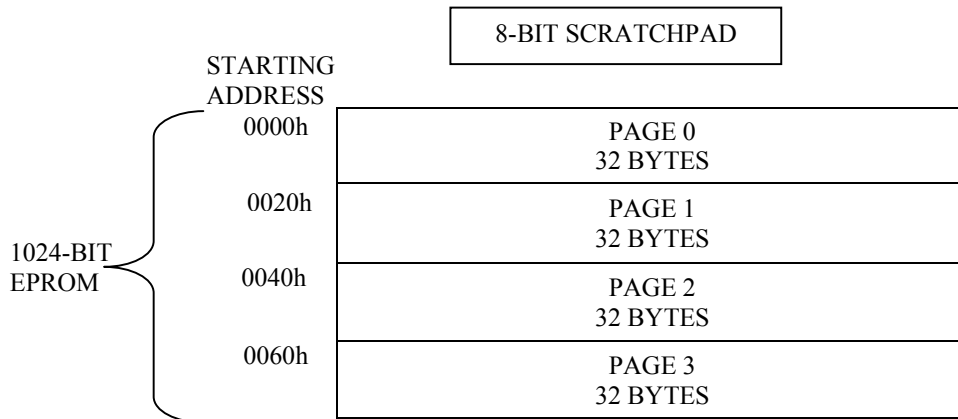 8-BIT SCRATCHPAD
STARTING
ADDRESS
0000h
PAGE 0
32 BYTES
0020h
PAGE 1
32 BYTES
1024-BIT
EPROM
0040h
PAGE 2
32 BYTES
0060h
PAGE 3
32 BYTES